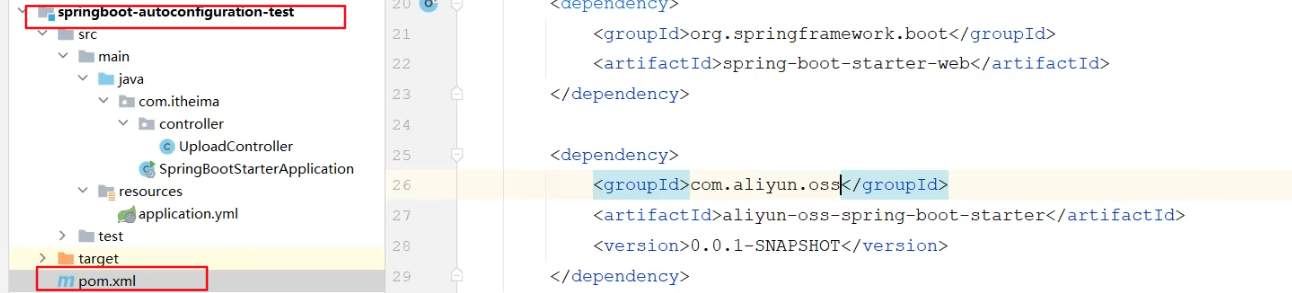 springboot-autoconfiguration-test
src
main
java
com.itheima
controller
UploadController
SpringBootStarterApplication
resources
application.yml
test
target
pom.xml
20 <dependency>
21 <groupId>org.springframework.boot</groupId>
22 <artifactId>spring-boot-starter-web</artifactId>
23 </dependency>
24
25 <dependency>
26 <groupId>com.aliyun.oss</groupId>
27 <artifactId>aliyun-oss-spring-boot-starter</artifactId>
28 <version>0.0.1-SNAPSHOT</version>
29 </dependency>